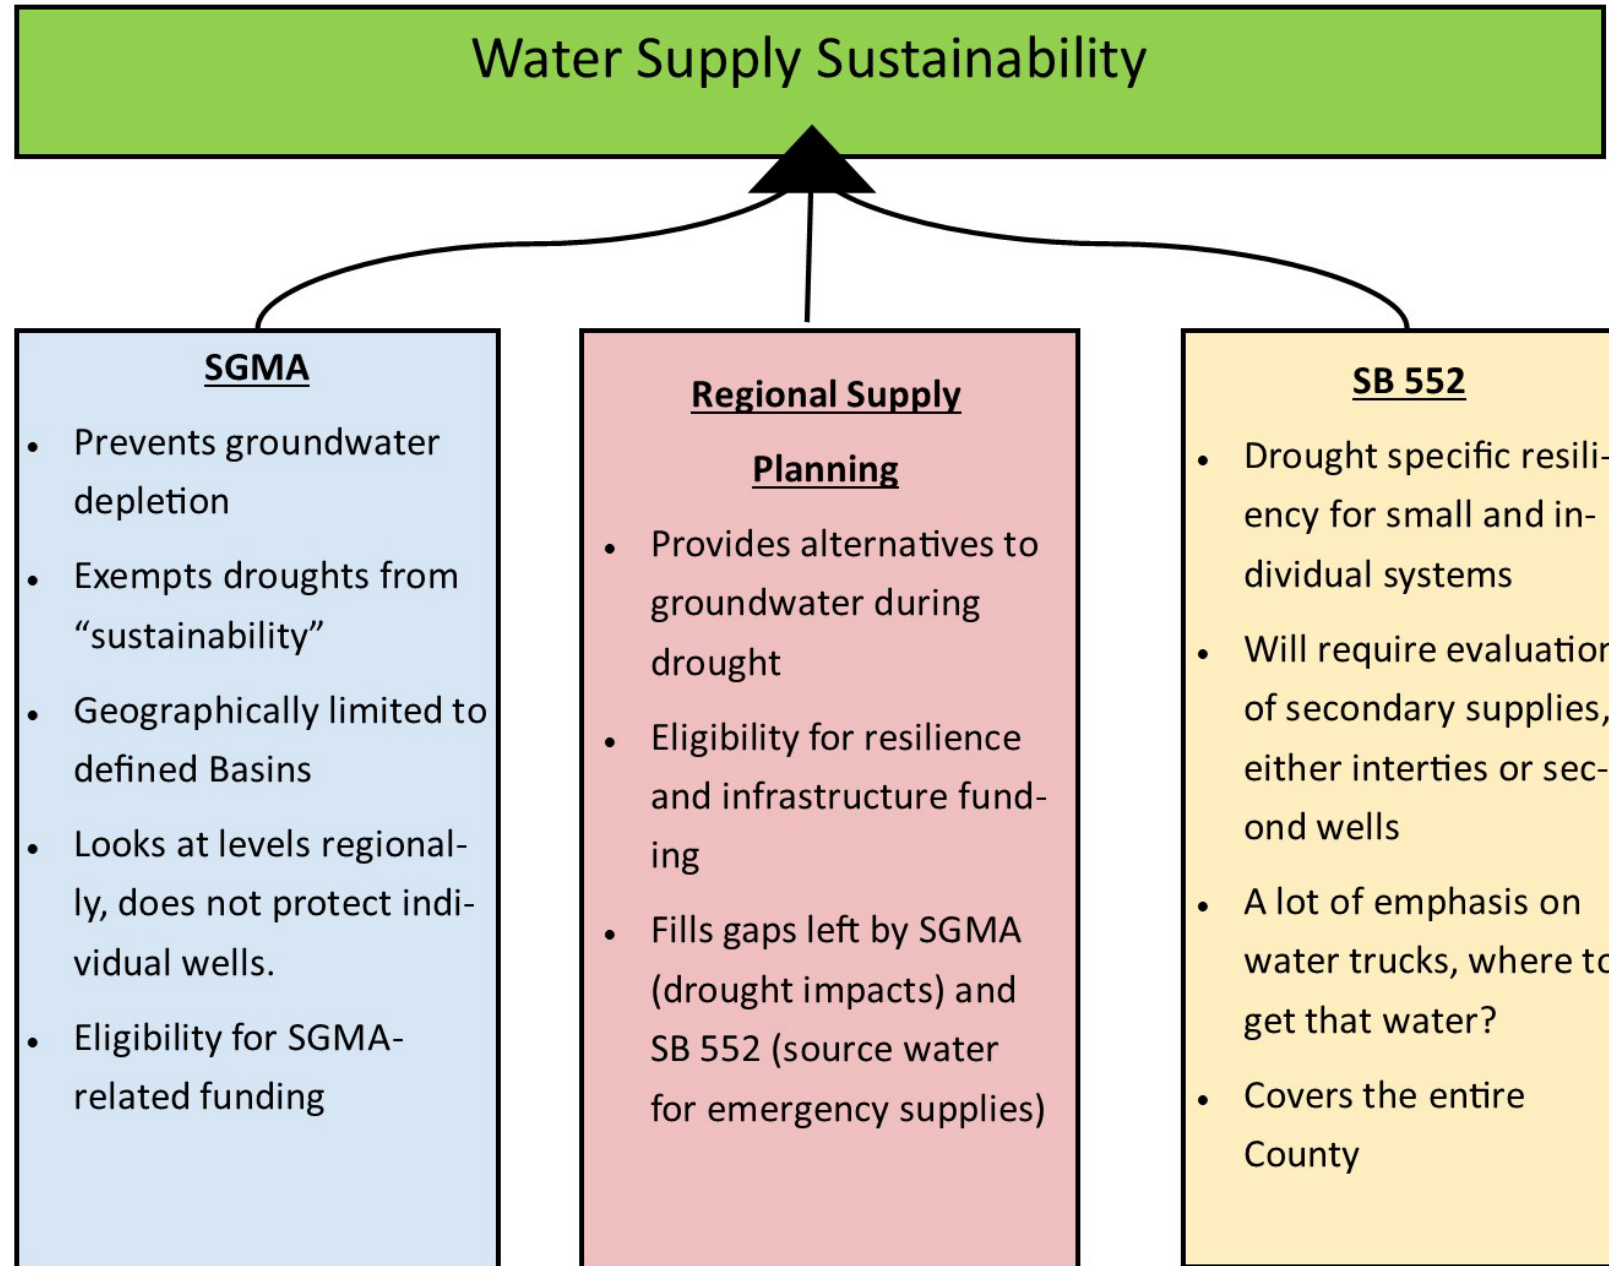 Water Supply Sustainability
SGMA
• Prevents groundwater
depletion
• Exempts droughts from
“sustainability”
• Geographically limited to
defined Basins
• Looks at levels regional-
ly, does not protect indi-
vidual wells.
• Eligibility for SGMA-
related funding
Regional Supply
Planning
• Provides alternatives to
groundwater during
drought
• Eligibility for resilience
and infrastructure fund-
ing
• Fills gaps left by SGMA
(drought impacts) and
SB 552 (source water
for emergency supplies)
SB 552
• Drought specific resili-
ency for small and in-
dividual systems
• Will require evaluation
of secondary supplies,
either interties or sec-
ond wells
• A lot of emphasis on
water trucks, where to
get that water?
• Covers the entire
County